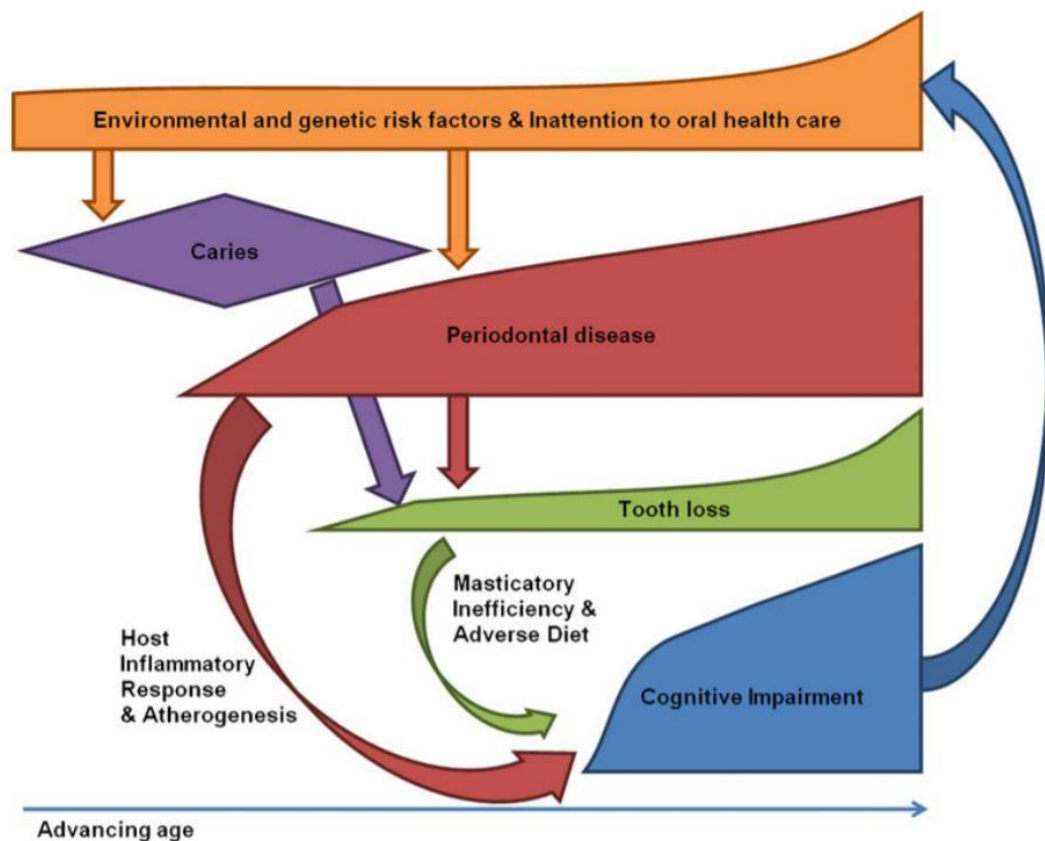 Environmental and genetic risk factors & Inattention to oral health care
Caries
Periodontal disease
Tooth loss
Masticatory
Inefficiency &
Adverse Diet
Host
Inflammatory
Response
& Atherogenesis
Cognitive Impairment
Advancing age